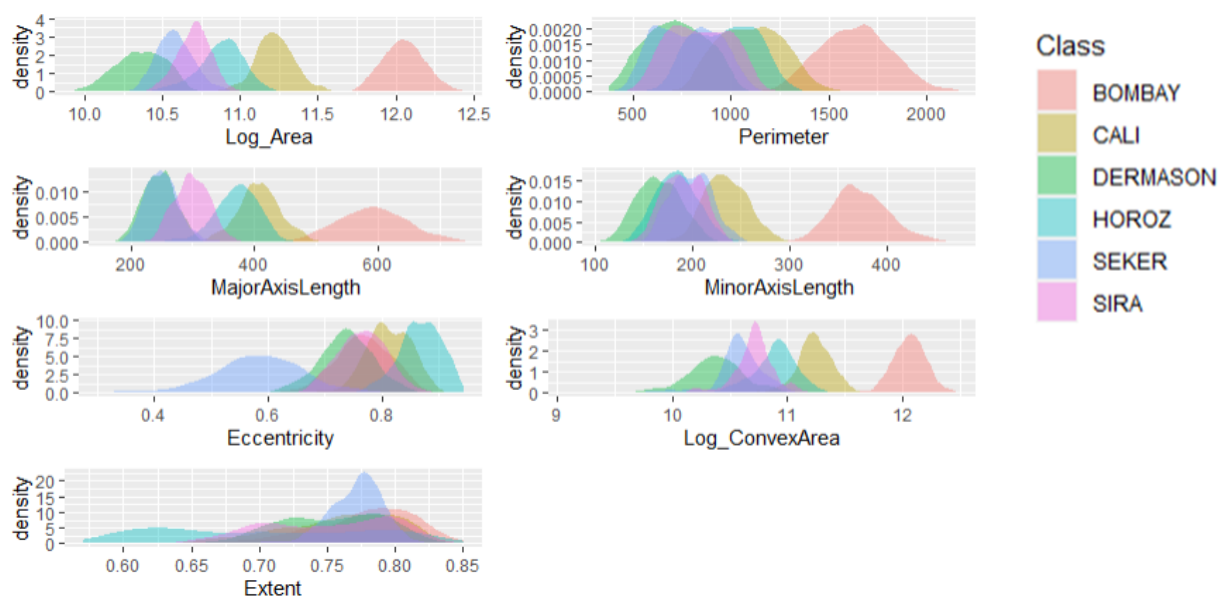 density
4
3
2
1
0
10.0 10.5 11.0 11.5 12.0 12.5
Log_Area
density
0.0020
0.0015
0.0010
0.0005
0.0000
500 1000 1500 2000
Perimeter
density
0.010
0.005
0.000
200 400 600
MajorAxisLength
density
0.015
0.010
0.005
0.000
100 200 300 400
MinorAxisLength
density
10.0
7.5
5.0
2.5
0.0
0.4 0.6 0.8
Eccentricity
density
3
2
1
0
9 10 11 12
Log_ConvexArea
density
20
15
10
5
0
0.60 0.65 0.70 0.75 0.80 0.85
Extent
Class
BOMBAY
CALI
DERMASON
HOROZ
SEKER
SIRA